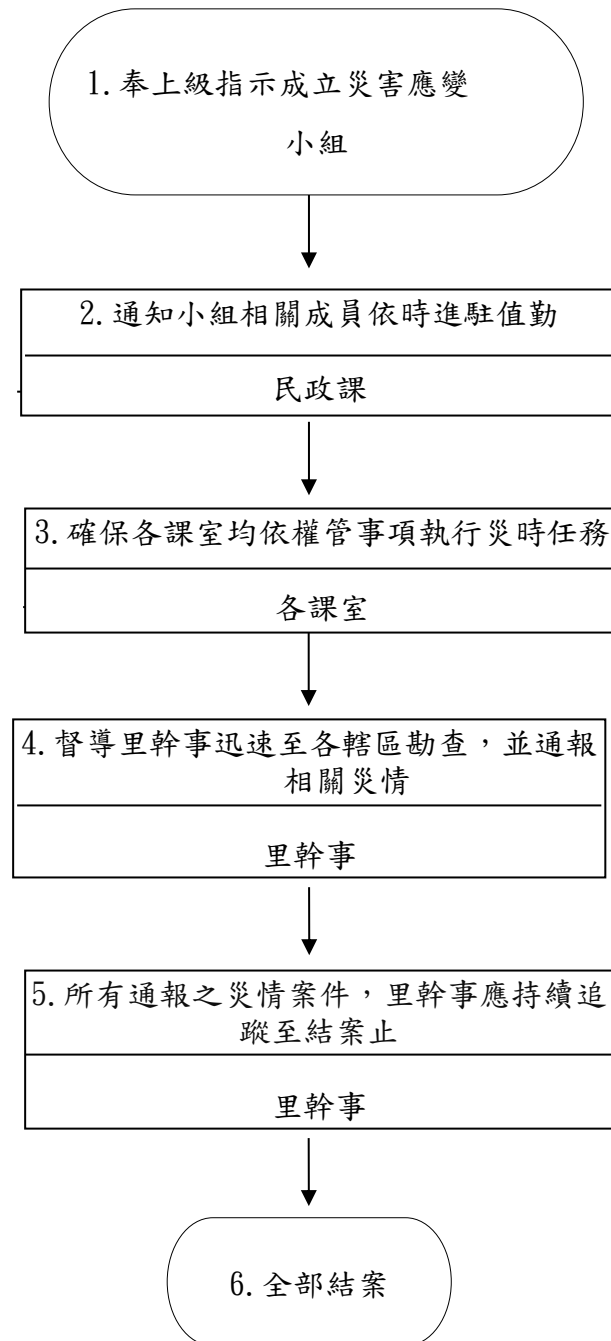 1.奉上級指示成立災害應變
小組
2.通知小組相關成員依時進駐值勤
民政課
3.確保各課室均依權管事項執行災時任務
各課室
4.督導里幹事迅速至各轄區勘查，並通報
相關災情
里幹事
5.所有通報之災情案件，里幹事應持續追
蹤至結案止
里幹事
6.全部結案